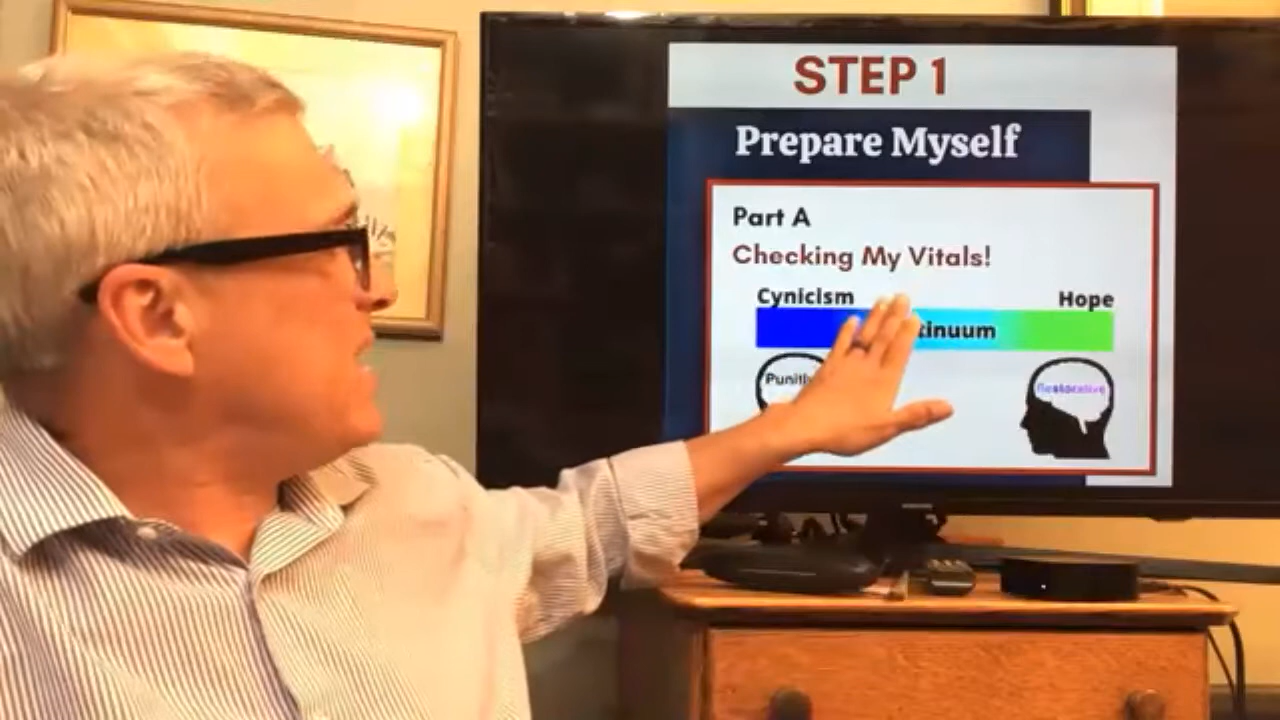 STEP 1
Prepare Myself
Part A
Checking My Vitals!
Cynicism
Hope
Restorative